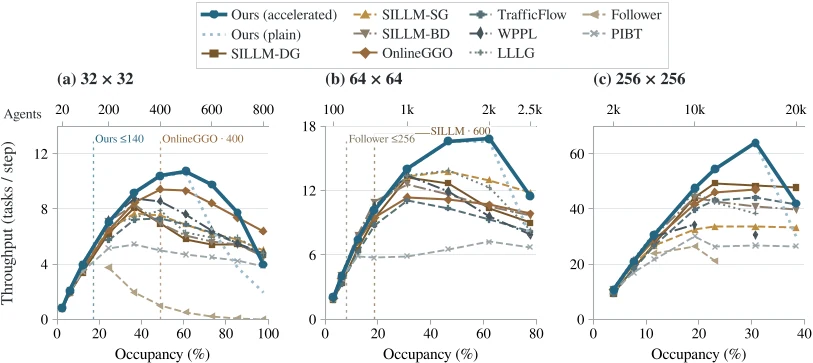 Ours (accelerated) SILLM-SG TrafficFlow Follower
Ours (plain) SILLM-BD WPPL PIBT
SILLM-DG OnlineGGO LLLG
(a) 32 × 32 (b) 64 × 64 (c) 256 × 256
Agents 20 200 400 600 800 100 1k 2k 2.5k 2k 10k 20k
Ours ≤140 OnlineGGO · 400 Follower ≤256 SILLM · 600
Throughput (tasks / step)
12 18 60
8 12 40
4 6 20
0 0 0
0 20 40 60 80 100 0 20 40 60 80 0 10 20 30 40
Occupancy (%) Occupancy (%) Occupancy (%)